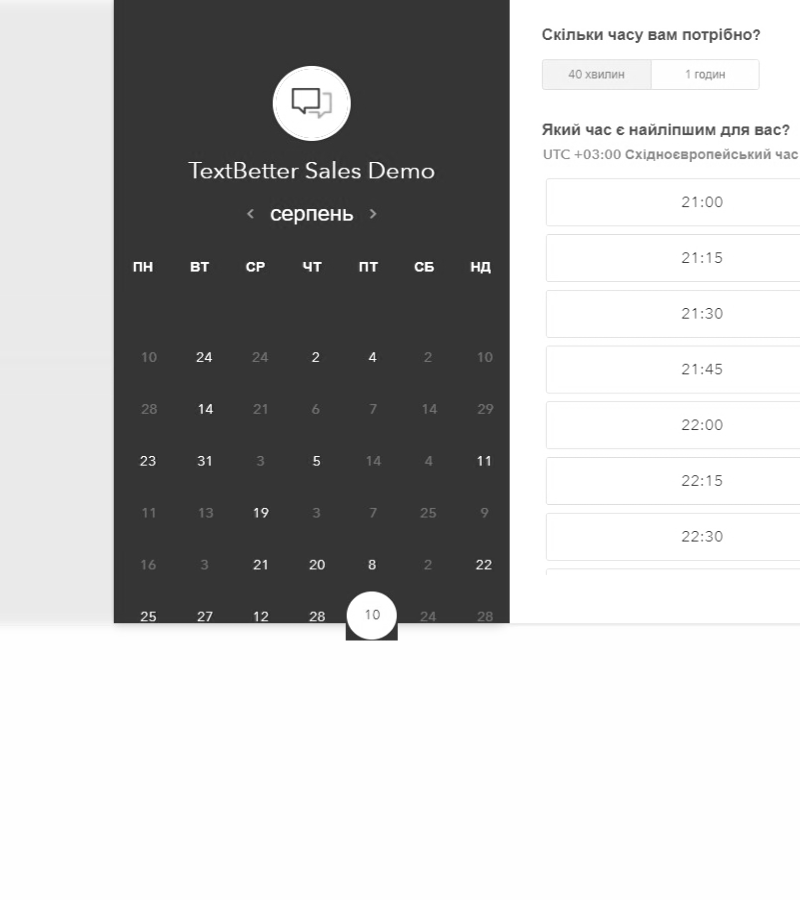 TextBetter Sales Demo
серпень
ПН ВТ СР ЧТ ПТ СБ НД
10 24 24 2 4 2 10
28 14 21 6 7 14 29
23 31 3 5 14 4 11
11 13 19 3 7 25 9
16 3 21 20 8 2 22
25 27 12 28 10 24 28
Скільки часу вам потрібно?
40 хвилин 1 годин
Який час є найліпшим для вас?
UTC +03:00 Східноєвропейський час
21:00
21:15
21:30
21:45
22:00
22:15
22:30